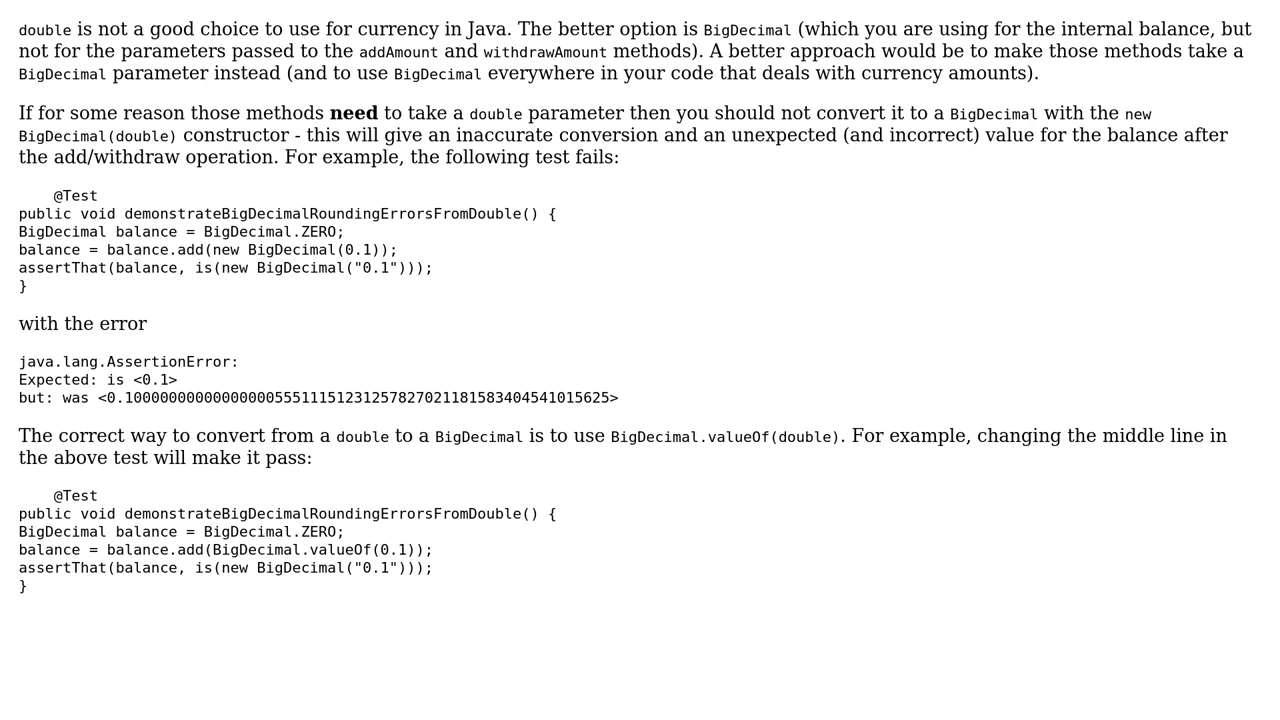 double is not a good choice to use for currency in Java. The better option is BigDecimal (which you are using for the internal balance, but
not for the parameters passed to the addAmount and withdrawAmount methods). A better approach would be to make those methods take a
BigDecimal parameter instead (and to use BigDecimal everywhere in your code that deals with currency amounts).
If for some reason those methods need to take a double parameter then you should not convert it to a BigDecimal with the new
BigDecimal(double) constructor - this will give an inaccurate conversion and an unexpected (and incorrect) value for the balance after
the add/withdraw operation. For example, the following test fails:
@Test
public void demonstrateBigDecimalRoundingErrorsFromDouble() {
BigDecimal balance = BigDecimal.ZERO;
balance = balance.add(new BigDecimal(0.1));
assertThat(balance, is(new BigDecimal("0.1")));
}
with the error
java.lang.AssertionError:
Expected: is <0.1>
but: was <0.1000000000000000055511151231257827021181583404541015625>
The correct way to convert from a double to a BigDecimal is to use BigDecimal.valueOf(double). For example, changing the middle line in
the above test will make it pass:
@Test
public void demonstrateBigDecimalRoundingErrorsFromDouble() {
BigDecimal balance = BigDecimal.ZERO;
balance = balance.add(BigDecimal.valueOf(0.1));
assertThat(balance, is(new BigDecimal("0.1")));
}